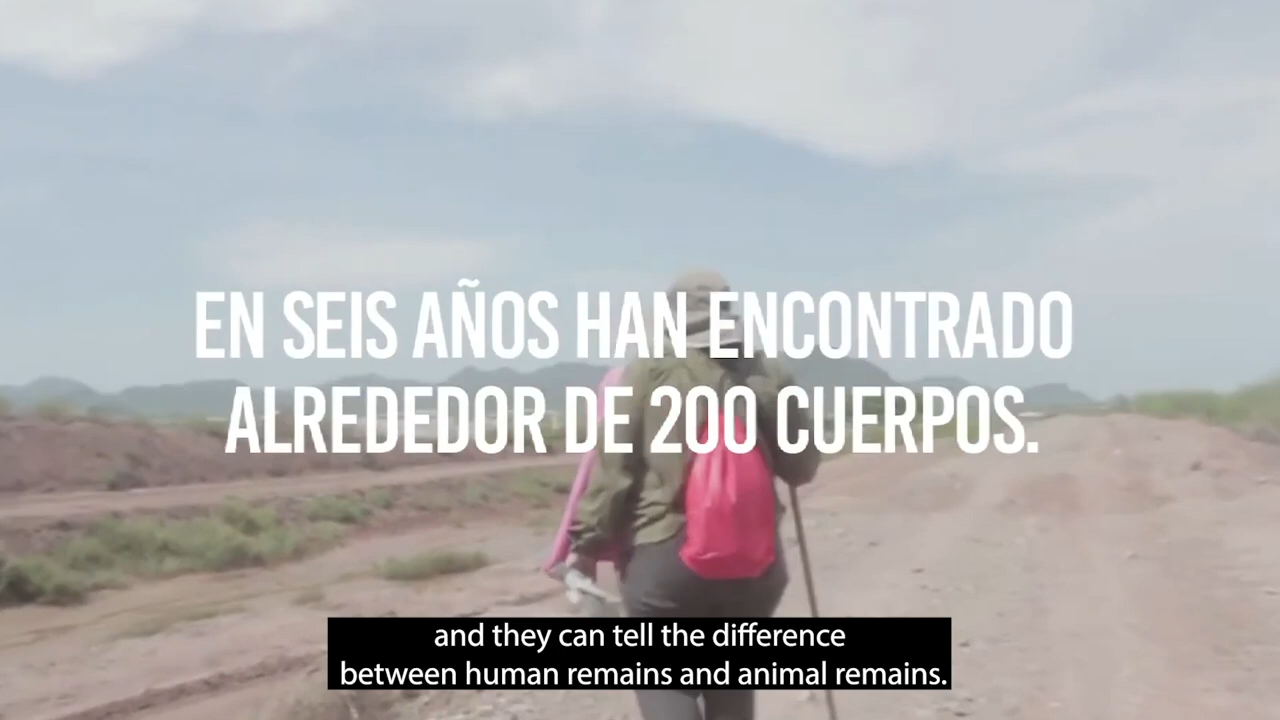 EN SEIS AÑOS HAN ENCONTRADO
ALREDEDOR DE 200 CUERPOS.
and they can tell the difference
between human remains and animal remains.